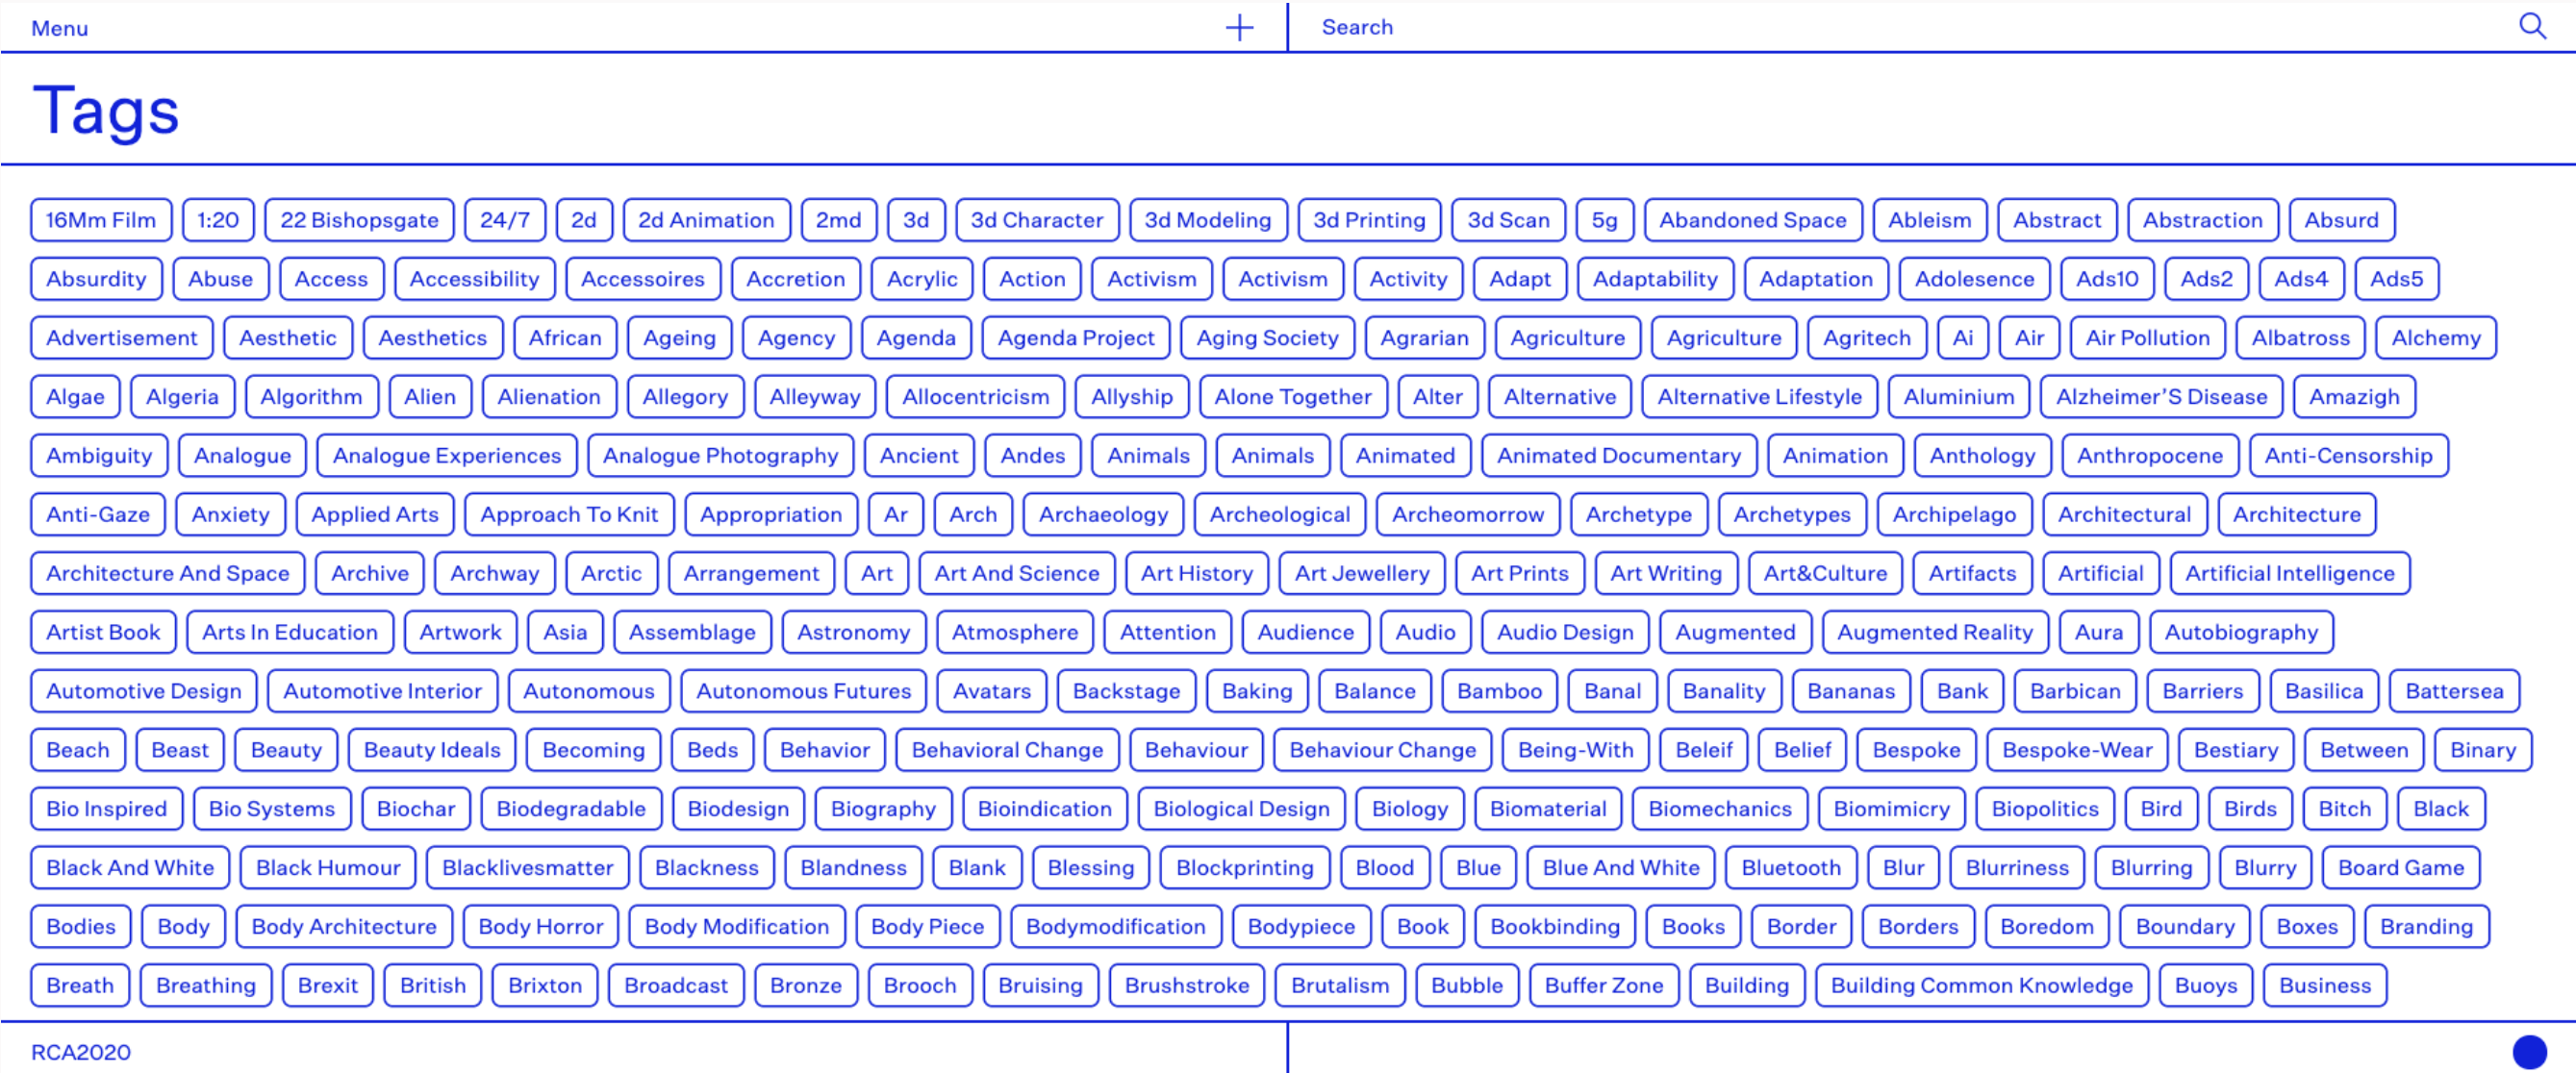 Menu
Search
Tags
16Mm Film 1:20 22 Bishopsgate 24/7 2d 2d Animation 2md 3d 3d Character 3d Modeling 3d Printing 3d Scan 5g Abandoned Space Ableism Abstract Abstraction Absurd
Absurdity Abuse Access Accessibility Accessoires Accretion Acrylic Action Activism Activism Activity Adapt Adaptability Adaptation Adolesence Ads10 Ads2 Ads4 Ads5
Advertisement Aesthetic Aesthetics African Ageing Agency Agenda Agenda Project Aging Society Agrarian Agriculture Agriculture Agritech Ai Air Air Pollution Albatross Alchemy
Algae Algeria Algorithm Alien Alienation Allegory Alleyway Allocentricism Allyship Alone Together Alter Alternative Alternative Lifestyle Aluminium Alzheimer’S Disease Amazigh
Ambiguity Analogue Analogue Experiences Analogue Photography Ancient Andes Animals Animals Animated Animated Documentary Animation Anthology Anthropocene Anti-Censorship
Anti-Gaze Anxiety Applied Arts Approach To Knit Appropriation Ar Arch Archaeology Archeological Archeomorrow Archetype Archetypes Archipelago Architectural Architecture
Architecture And Space Archive Archway Arctic Arrangement Art Art And Science Art History Art Jewellery Art Prints Art Writing Art&Culture Artifacts Artificial Artificial Intelligence
Artist Book Arts In Education Artwork Asia Assemblage Astronomy Atmosphere Attention Audience Audio Audio Design Augmented Augmented Reality Aura Autobiography
Automotive Design Automotive Interior Autonomous Autonomous Futures Avatars Backstage Baking Balance Bamboo Banal Banality Bananas Bank Barbican Barriers Basilica Battersea
Beach Beast Beauty Beauty Ideals Becoming Beds Behavior Behavioral Change Behaviour Behaviour Change Being-With Beleif Belief Bespoke Bespoke-Wear Bestiary Between Binary
Bio Inspired Bio Systems Biochar Biodegradable Biodesign Biography Bioindication Biological Design Biology Biomaterial Biomechanics Biomimicry Biopolitics Bird Birds Bitch Black
Black And White Black Humour Blacklivesmatter Blackness Blandness Blank Blessing Blockprinting Blood Blue Blue And White Bluetooth Blur Blurriness Blurring Blurry Board Game
Bodies Body Body Architecture Body Horror Body Modification Body Piece Bodymodification Bodypiece Book Bookbinding Books Border Borders Boredom Boundary Boxes Branding
Breath Breathing Brexit British Brixton Broadcast Bronze Brooch Bruising Brushstroke Brutalism Bubble Buffer Zone Building Building Common Knowledge Buoys Business
RCA2020